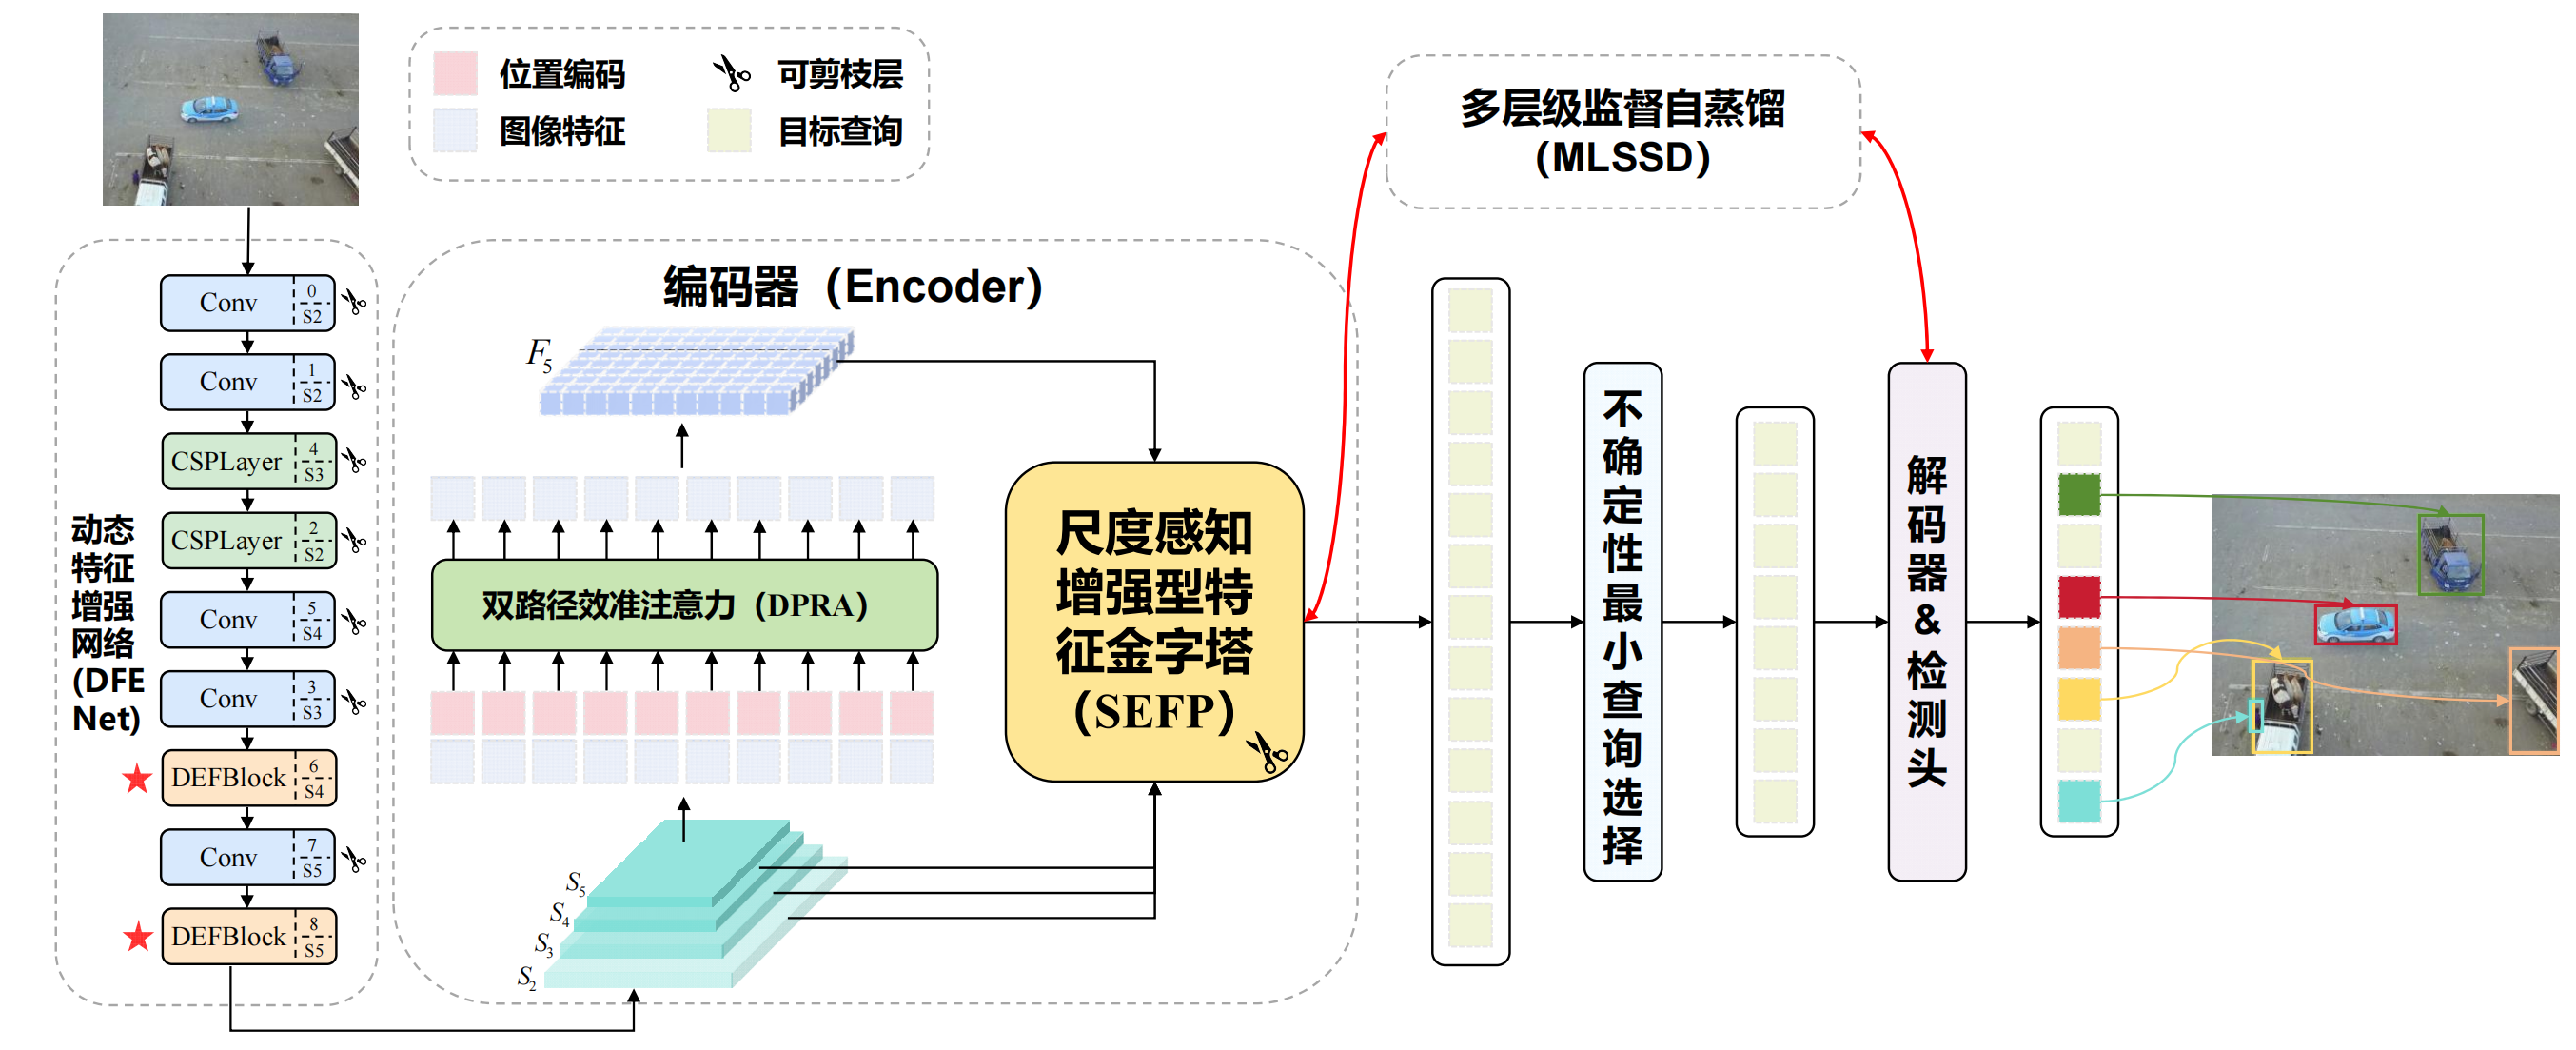 位置编码
可剪枝层
图像特征
目标查询
多层级监督自蒸馏
(MLSSD)
动态
特征
增强
网络
(DFE
Net)
Conv 0 S2
Conv 1 S2
CSPLayer 4 S3
CSPLayer 2 S2
Conv 5 S4
Conv 3 S3
DEFBlock 6 S4
Conv 7 S5
DEFBlock 8 S5
编码器（Encoder）
F5
双路径效准注意力（DPRA）
S5
S4
S3
S2
尺度感知
增强型特
征金字塔
（SEFP）
不确定性最小查询选择
解码器&检测头